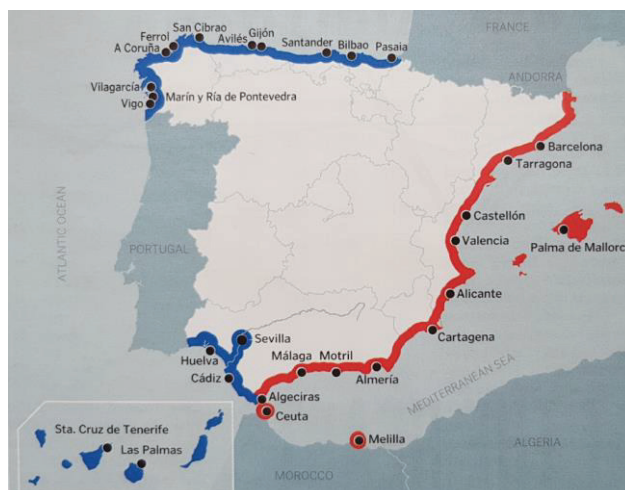 FRANCE
San Cibrao
Ferrol
Avilés
Gijón
A Coruña
Santander
Bilbao
Pasaia
ANDORRA
Vilagarcía
Marín y Ría de Pontevedra
Vigo
Barcelona
Tarragona
ATLANTIC OCEAN
Castellón
PORTUGAL
Valencia
Palma de Mallorc
Alicante
Cartagena
Sevilla
Huelva
Málaga
Motril
Almería
Cádiz
MEDITERRANEAN SEA
Algeciras
Ceuta
Sta. Cruz de Tenerife
Las Palmas
Melilla
ALGERIA
MOROCCO